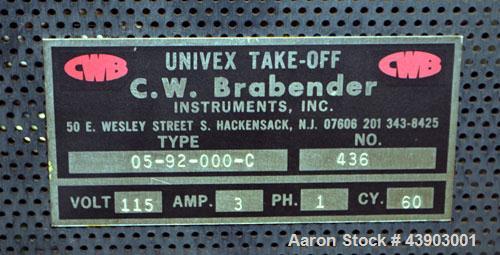 CWB UNIVEX TAKE-OFF CWB
C.W. Brabender
INSTRUMENTS, INC.
50 E. WESLEY STREET S. HACKENSACK, N.J. 07606 201 343-8425
TYPE NO.
05-92-000-C 436
VOLT 115 AMP. 3 PH. 1 CY. 60
Aaron Stock # 43903001